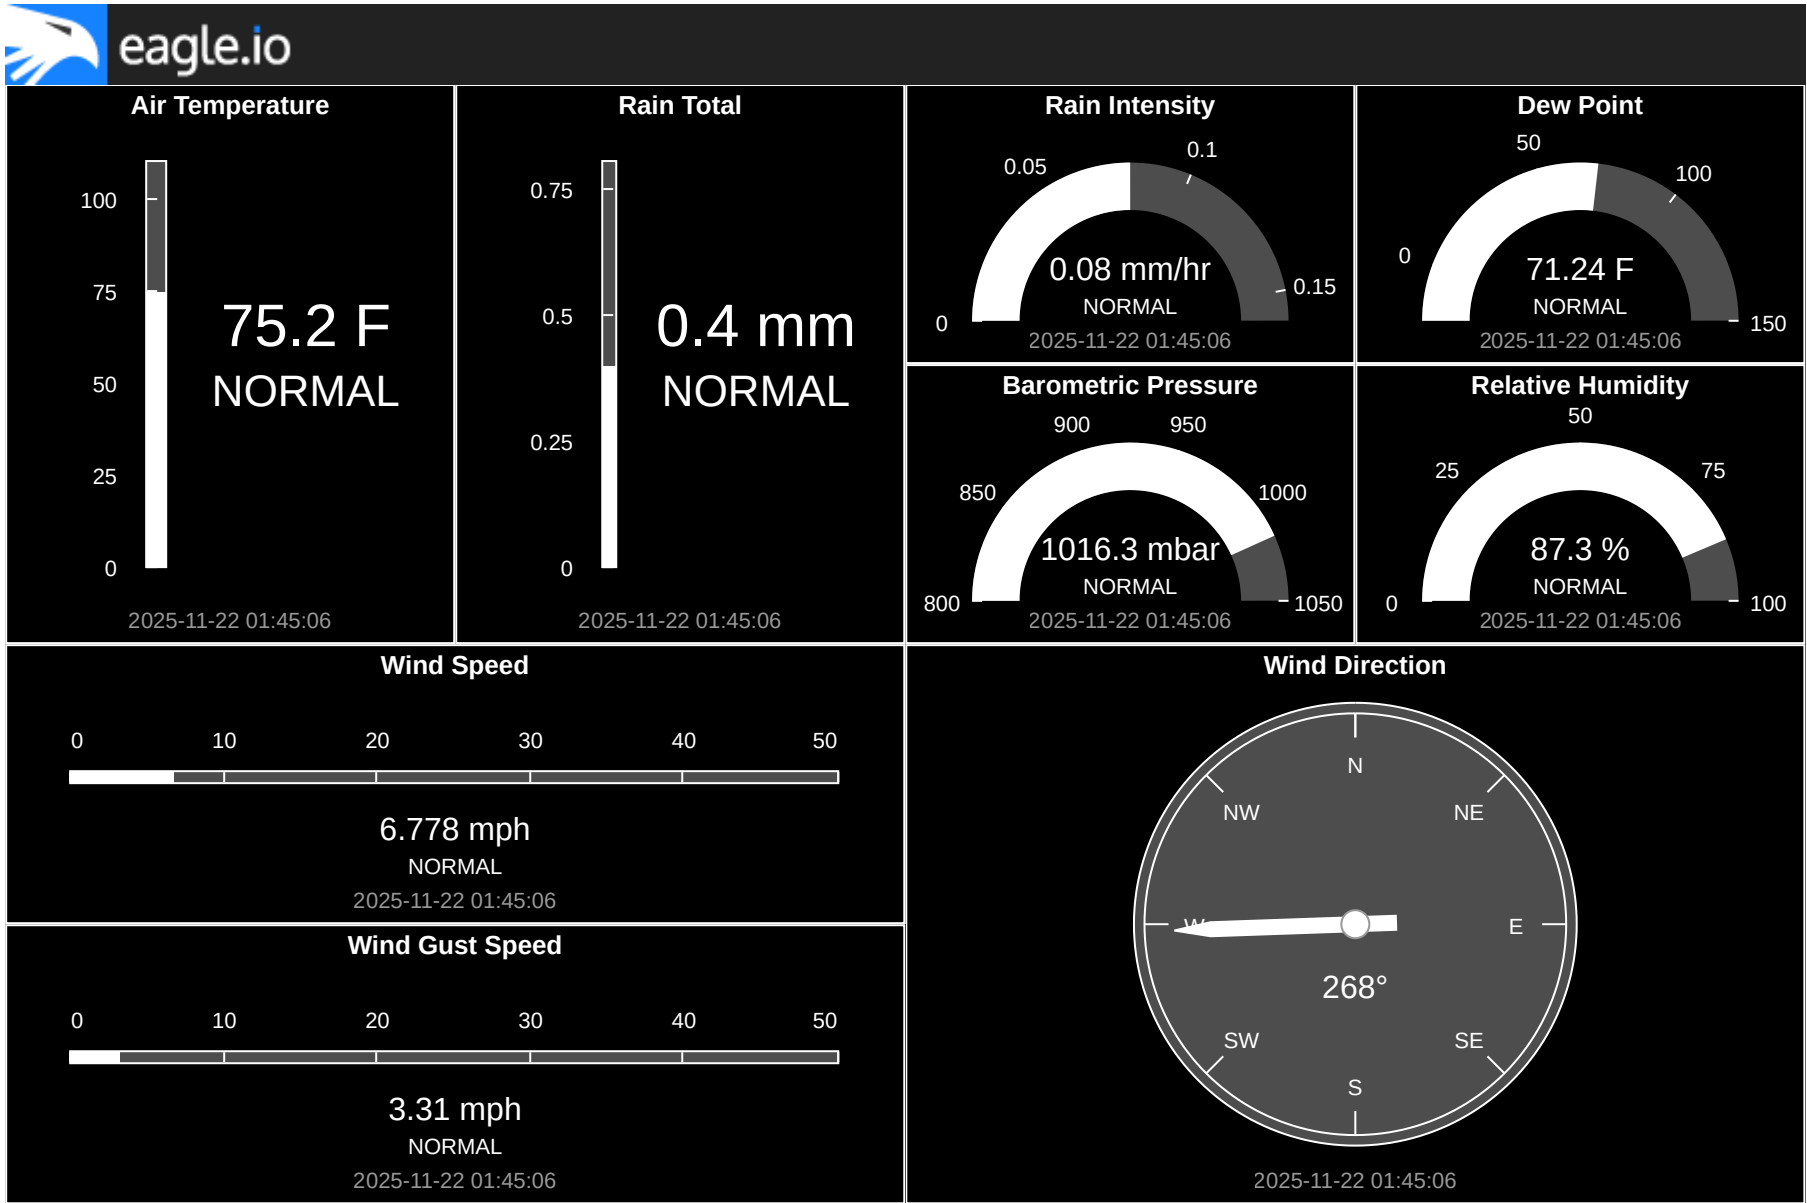 eagle.io
Air Temperature
100
75
50
25
0
75.2 F
NORMAL
2025-11-22 01:45:06
Rain Total
0.75
0.5
0.25
0
0.4 mm
NORMAL
2025-11-22 01:45:06
Rain Intensity
0
0.05
0.1
0.15
0.08 mm/hr
NORMAL
2025-11-22 01:45:06
Dew Point
0
50
100
150
71.24 F
NORMAL
2025-11-22 01:45:06
Barometric Pressure
800
850
900
950
1000
1050
1016.3 mbar
NORMAL
2025-11-22 01:45:06
Relative Humidity
0
25
50
75
100
87.3 %
NORMAL
2025-11-22 01:45:06
Wind Speed
0 10 20 30 40 50
6.778 mph
NORMAL
2025-11-22 01:45:06
Wind Gust Speed
0 10 20 30 40 50
3.31 mph
NORMAL
2025-11-22 01:45:06
Wind Direction
N
NW NE
W E
268°
SW SE
S
2025-11-22 01:45:06